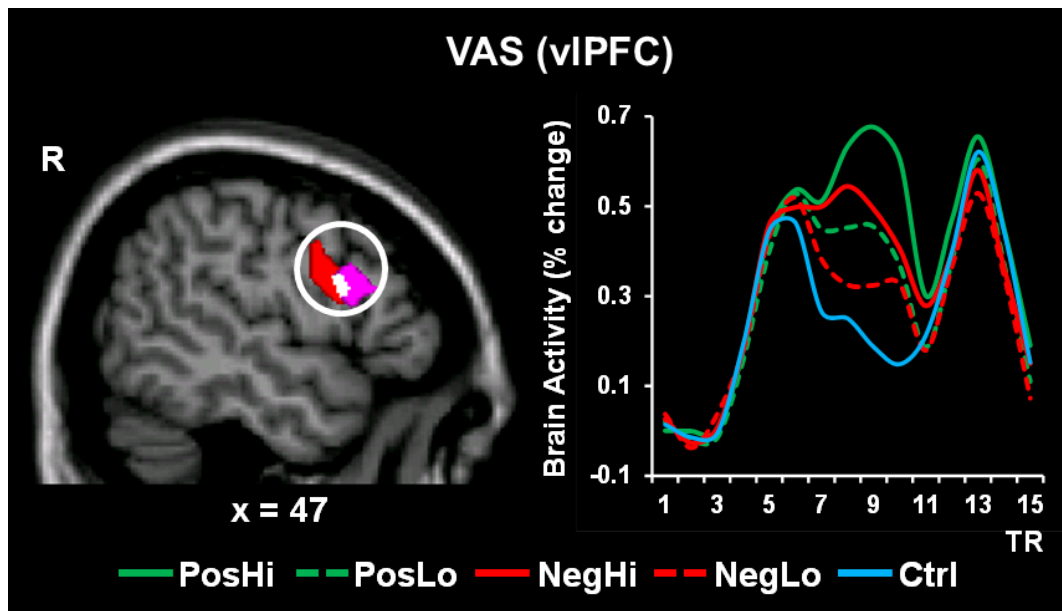 VAS (vlPFC)
R
x = 47
Brain Activity (% change)
0.7
0.5
0.3
0.1
-0.1
1 3 5 7 9 11 13 15
TR
PosHi PosLo NegHi NegLo Ctrl